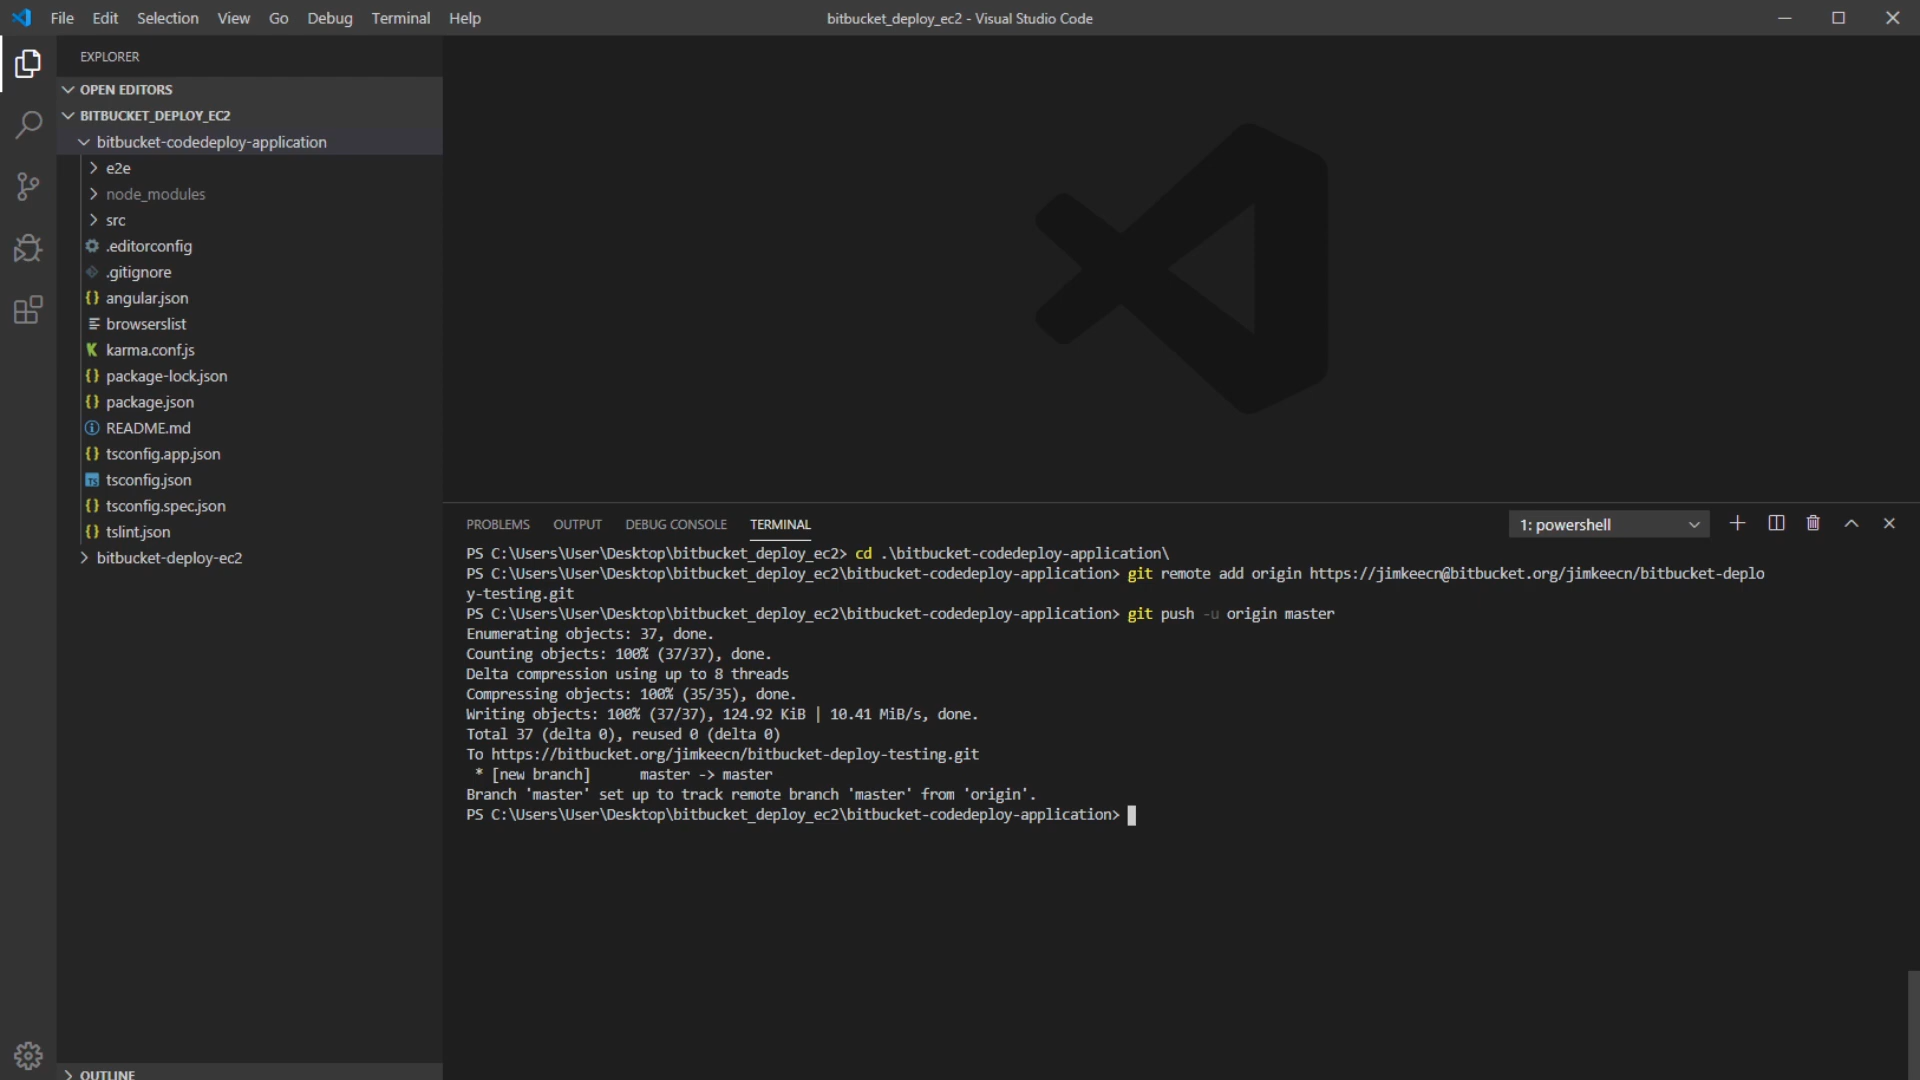 File Edit Selection View Go Debug Terminal Help
bitbucket_deploy_ec2 - Visual Studio Code
EXPLORER
OPEN EDITORS
BITBUCKET_DEPLOY_EC2
bitbucket-codedeploy-application
e2e
node_modules
src
.editorconfig
.gitignore
angular.json
browserslist
karma.conf.js
package-lock.json
package.json
README.md
tsconfig.app.json
tsconfig.json
tsconfig.spec.json
tslint.json
bitbucket-deploy-ec2
OUTLINE
PROBLEMS OUTPUT DEBUG CONSOLE TERMINAL
1: powershell
PS C:\Users\User\Desktop\bitbucket_deploy_ec2> cd .\bitbucket-codedeploy-application\
PS C:\Users\User\Desktop\bitbucket_deploy_ec2\bitbucket-codedeploy-application> git remote add origin https://jimkeecn@bitbucket.org/jimkeecn/bitbucket-deplo
y-testing.git
PS C:\Users\User\Desktop\bitbucket_deploy_ec2\bitbucket-codedeploy-application> git push -u origin master
Enumerating objects: 37, done.
Counting objects: 100% (37/37), done.
Delta compression using up to 8 threads
Compressing objects: 100% (35/35), done.
Writing objects: 100% (37/37), 124.92 KiB | 10.41 MiB/s, done.
Total 37 (delta 0), reused 0 (delta 0)
To https://bitbucket.org/jimkeecn/bitbucket-deploy-testing.git
* [new branch] master -> master
Branch 'master' set up to track remote branch 'master' from 'origin'.
PS C:\Users\User\Desktop\bitbucket_deploy_ec2\bitbucket-codedeploy-application>